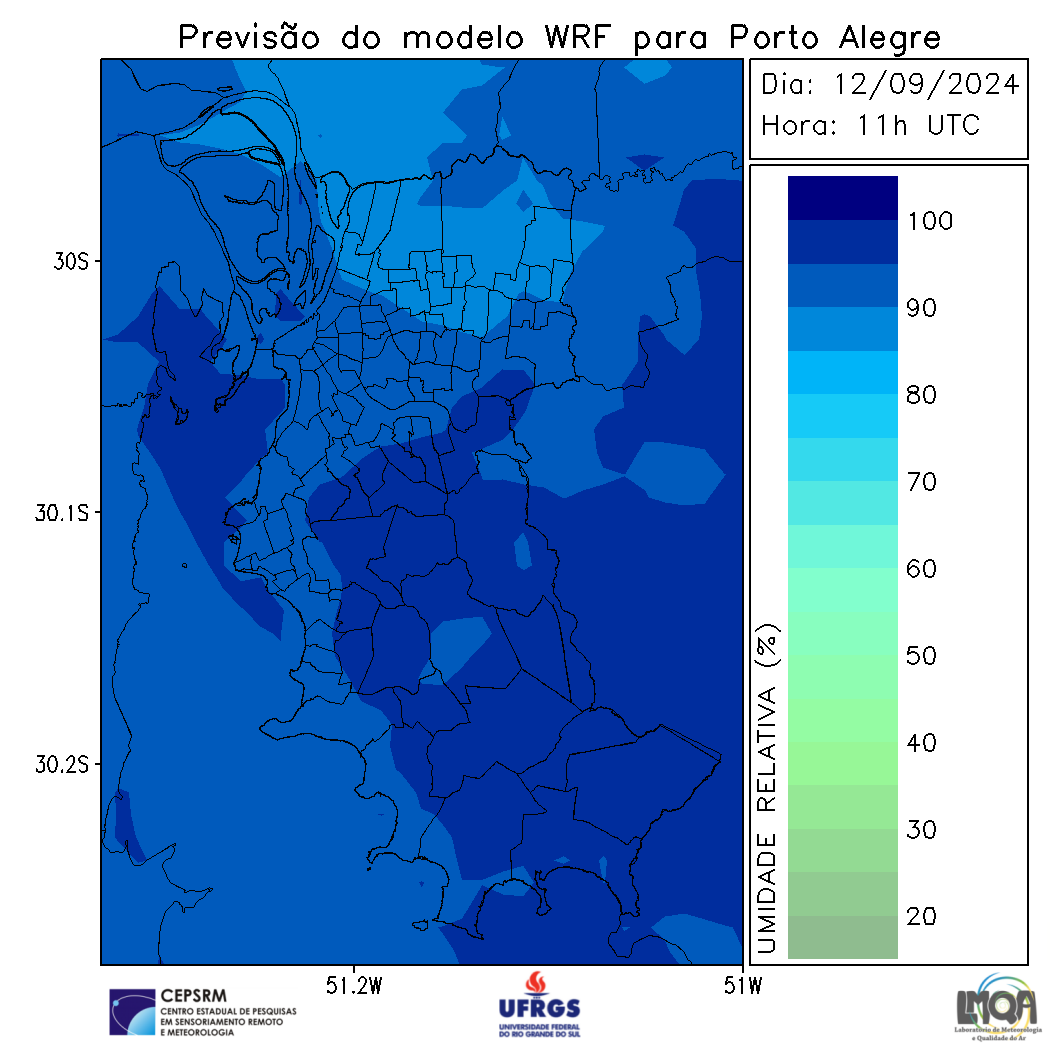 Previsão do modelo WRF para Porto Alegre
Dia: 12/09/2024
Hora: 11h UTC
30S
30.1S
30.2S
51.2W
51W
100
90
80
70
60
50
40
30
20
UMIDADE RELATIVA (%)
CEPSRM
CENTRO ESTADUAL DE PESQUISAS
EM SENSORIAMENTO REMOTO
E METEOROLOGIA
UFRGS
UNIVERSIDADE FEDERAL
DO RIO GRANDE DO SUL
LMQA
Laboratório de Meteorologia
e Qualidade do Ar